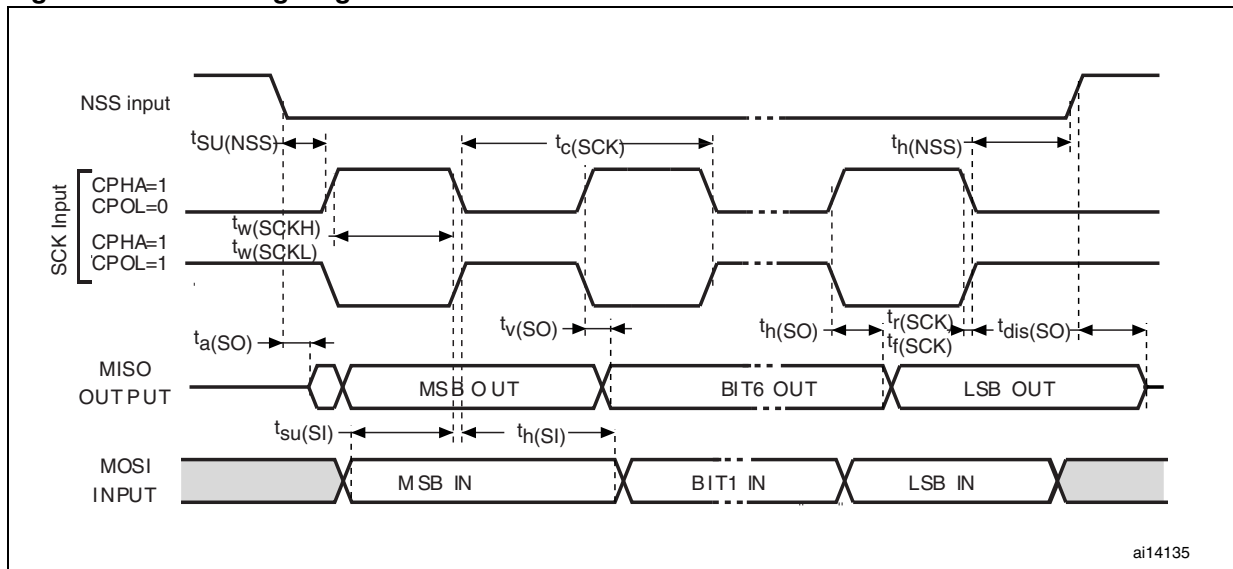 NSS input
tSU(NSS)
tc(SCK)
th(NSS)
SCK Input
CPHA=1
CPOL=0
tw(SCKH)
tw(SCKL)
CPHA=1
CPOL=1
ta(SO)
tv(SO)
th(SO)
tr(SCK)
tf(SCK)
tdis(SO)
MISO
OUTPUT
MSB OUT
BIT6 OUT
LSB OUT
tsu(SI)
th(SI)
MOSI
INPUT
MSB IN
BIT1 IN
LSB IN
ai14135